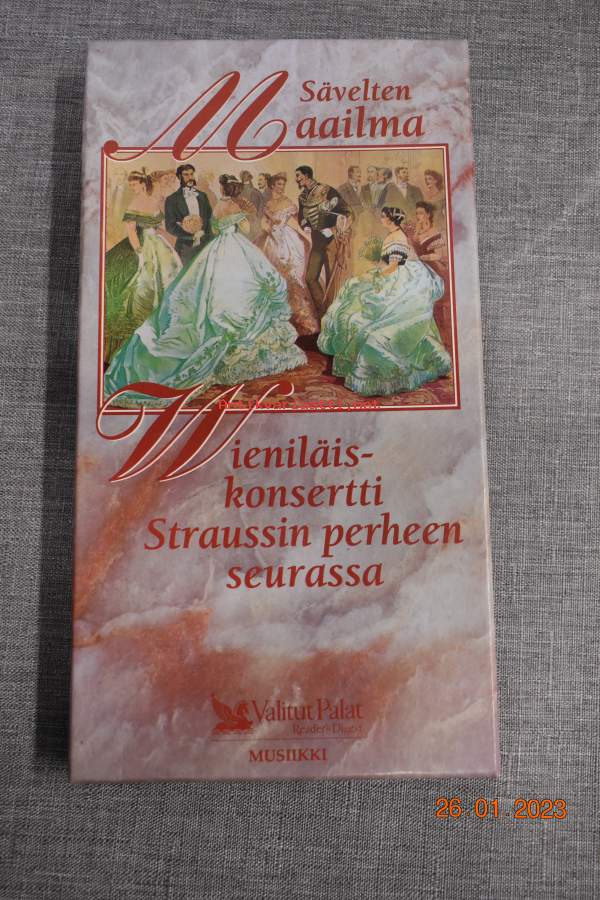 Sävelten
Maailma
Wieniläis-
konsertti
Straussin perheen
seurassa
Valitut Palat
Reader's Digest
MUSIIKKI
26.01.2023